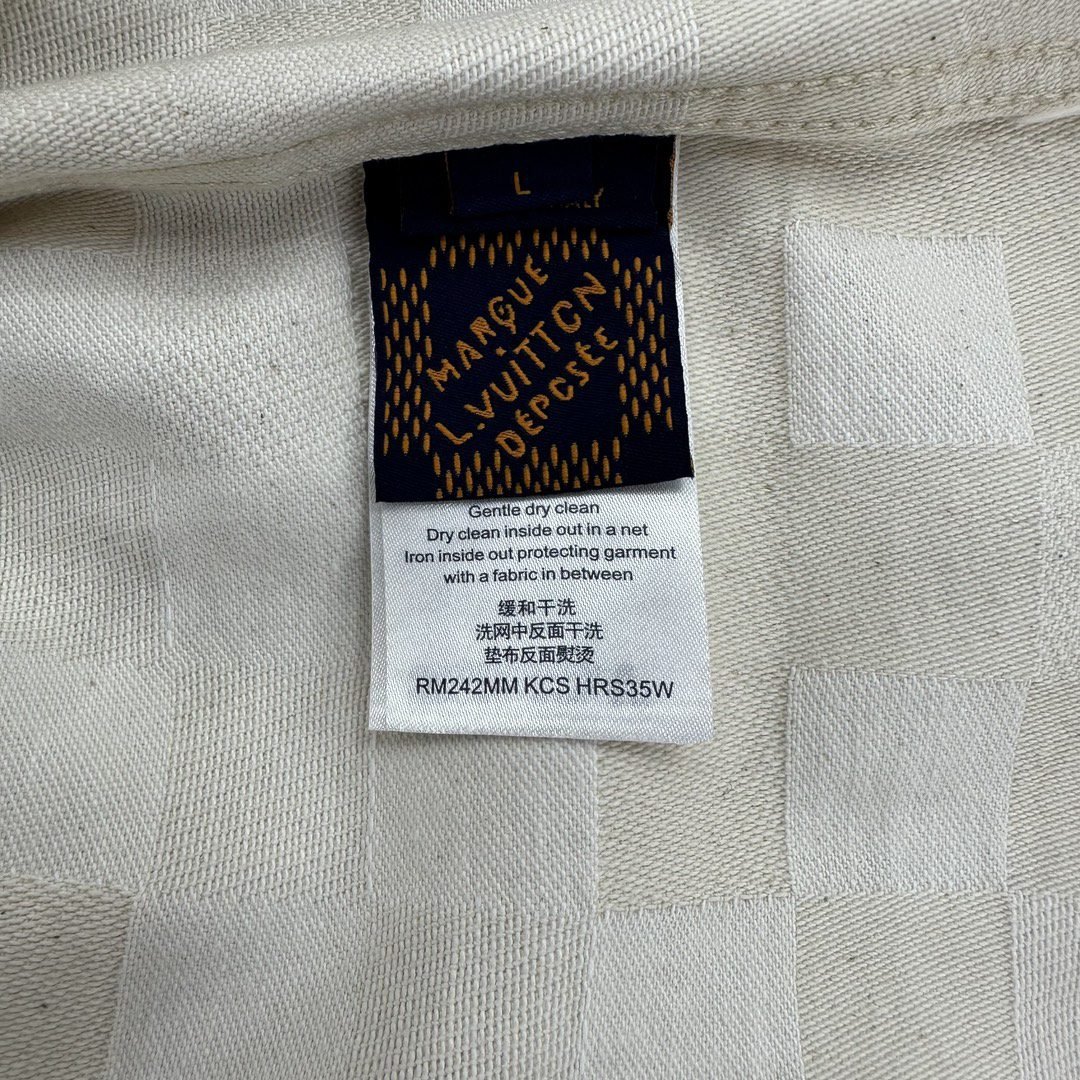 L
MARQUE
L.VUITTON
DÉPOSÉE
Gentle dry clean
Dry clean inside out in a net
Iron inside out protecting garment
with a fabric in between
缓和干洗
洗网中反面干洗
垫布反面熨烫
RM242MM KCS HRS35W